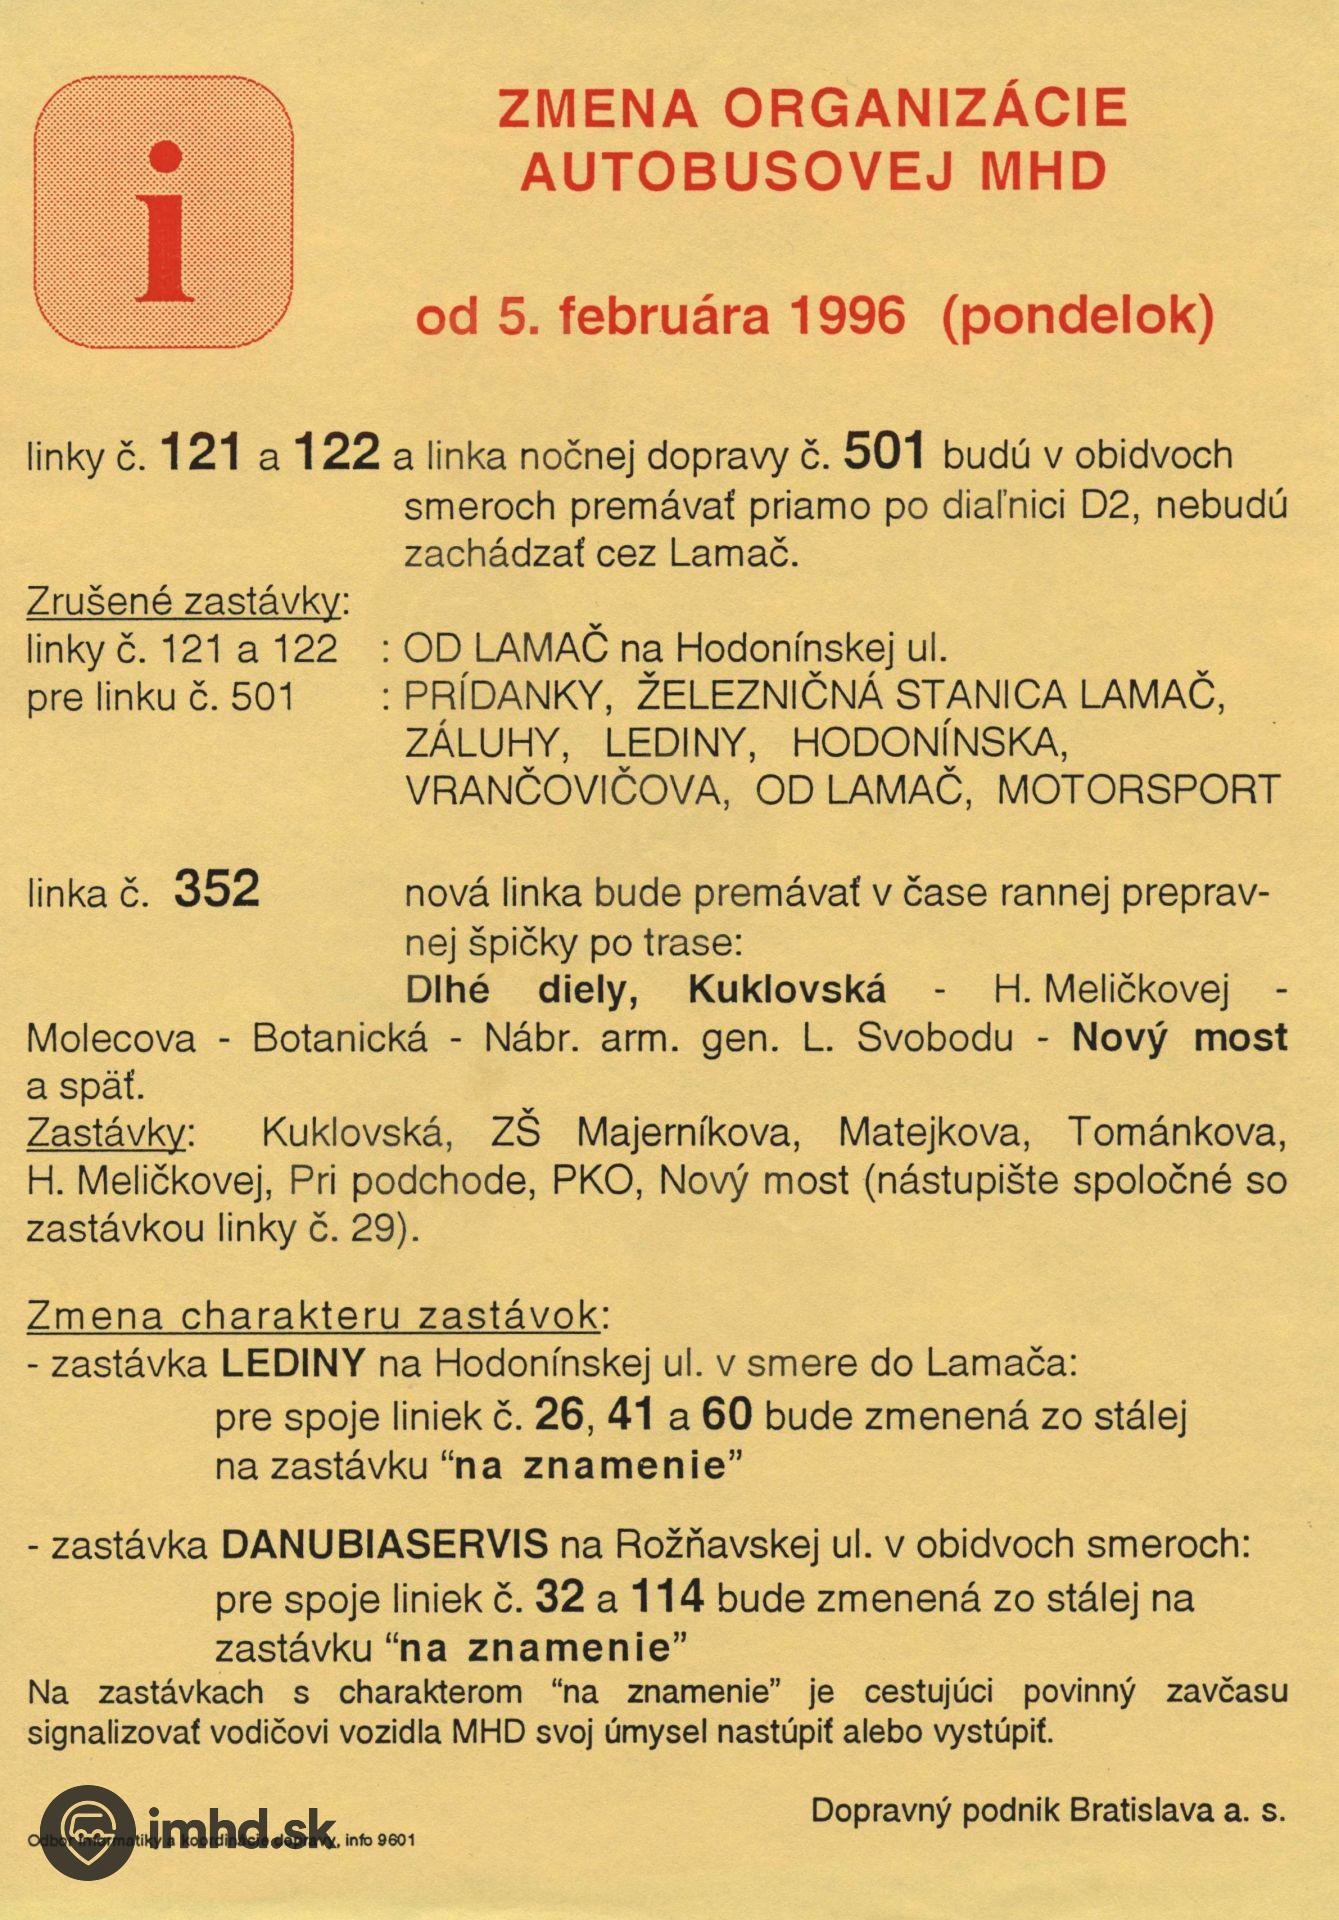 i
ZMENA ORGANIZÁCIE
AUTOBUSOVEJ MHD
od 5. februára 1996 (pondelok)
linky č. 121 a 122 a linka nočnej dopravy č. 501 budú v obidvoch
smeroch premávať priamo po diaľnici D2, nebudú
zachádzať cez Lamač.
Zrušené zastávky:
linky č. 121 a 122 : OD LAMAČ na Hodonínskej ul.
pre linku č. 501 : PRÍDANKY, ŽELEZNIČNÁ STANICA LAMAČ,
ZÁLUHY, LEDINY, HODONÍNSKA,
VRANČOVIČOVA, OD LAMAČ, MOTORSPORT
linka č. 352 nová linka bude premávať v čase rannej preprav-
nej špičky po trase:
Dlhé diely, Kuklovská - H. Meličkovej -
Molecova - Botanická - Nábr. arm. gen. L. Svobodu - Nový most
a späť.
Zastávky: Kuklovská, ZŠ Majerníkova, Matejkova, Tománkova,
H. Meličkovej, Pri podchode, PKO, Nový most (nástupište spoločné so
zastávkou linky č. 29).
Zmena charakteru zastávok:
- zastávka LEDINY na Hodonínskej ul. v smere do Lamača:
pre spoje liniek č. 26, 41 a 60 bude zmenená zo stálej
na zastávku “na znamenie”
- zastávka DANUBIASERVIS na Rožňavskej ul. v obidvoch smeroch:
pre spoje liniek č. 32 a 114 bude zmenená zo stálej na
zastávku “na znamenie”
Na zastávkach s charakterom “na znamenie” je cestujúci povinný zavčasu
signalizovať vodičovi vozidla MHD svoj úmysel nastúpiť alebo vystúpiť.
Dopravný podnik Bratislava a. s.
imhd.sk
Odbor informatiky a koordinácie dopravy, info 9601